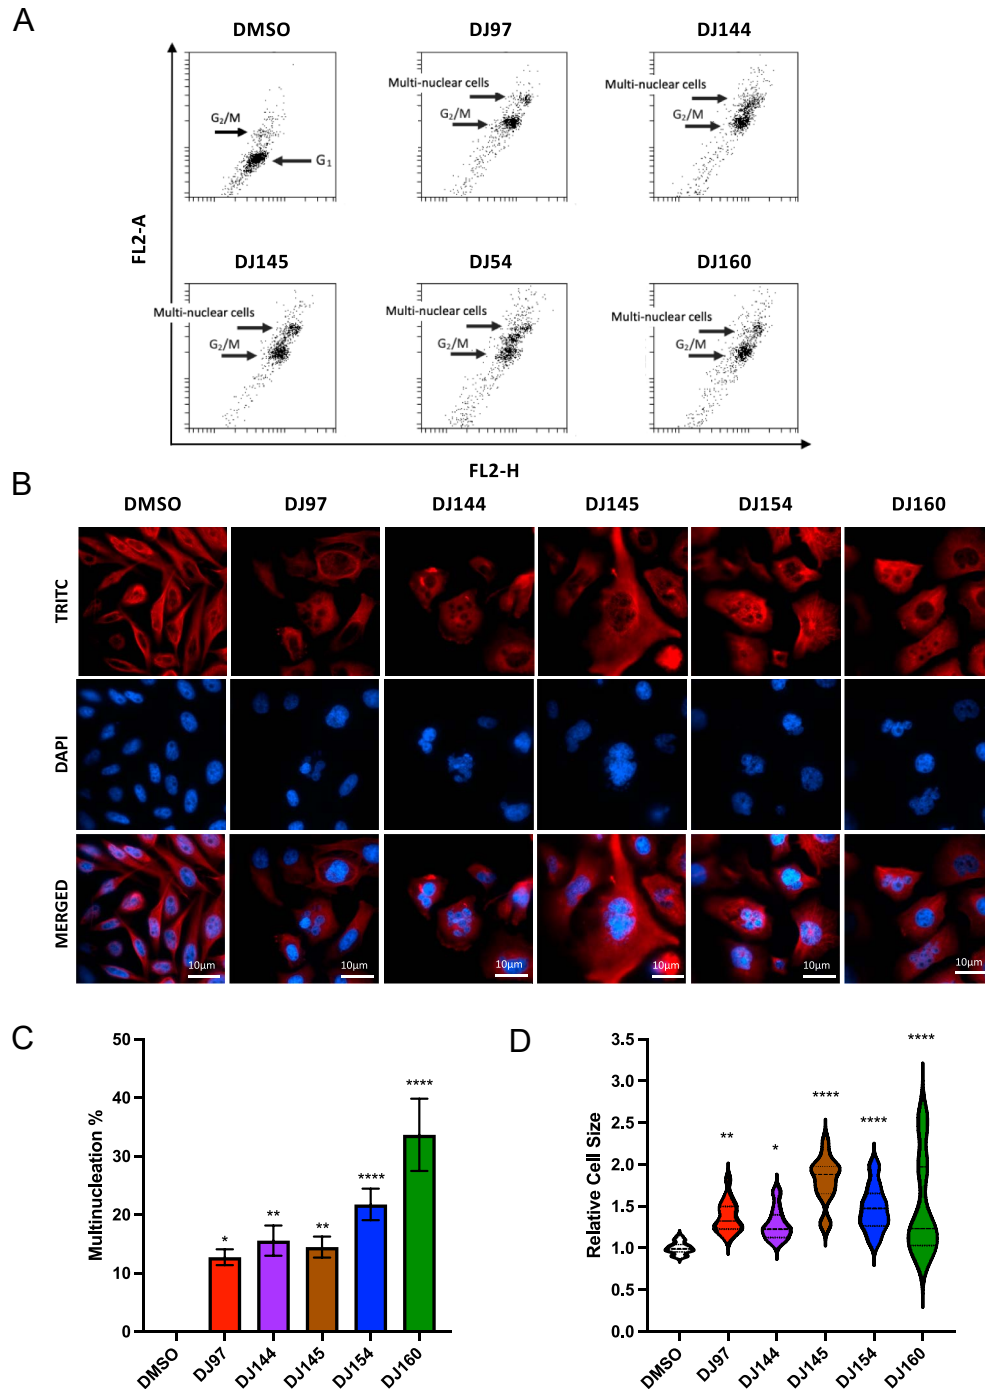 A
DMSO
DJ97
DJ144
Multi-nuclear cells
Multi-nuclear cells
G₂/M
G₂/M
G₂/M
G₁
FL2-A
DJ145
DJ54
DJ160
Multi-nuclear cells
Multi-nuclear cells
Multi-nuclear cells
G₂/M
G₂/M
G₂/M
FL2-H
B
DMSO
DJ97
DJ144
DJ145
DJ154
DJ160
TRITC
DAPI
MERGED
10μm
10μm
10μm
10μm
10μm
10μm
C
Multinucleation %
50
40
30
20
10
0
*
**
**
****
****
DMSO
DJ97
DJ144
DJ145
DJ154
DJ160
D
Relative Cell Size
3.5
3.0
2.5
2.0
1.5
1.0
0.5
0.0
**
*
****
****
****
DMSO
DJ97
DJ144
DJ145
DJ154
DJ160